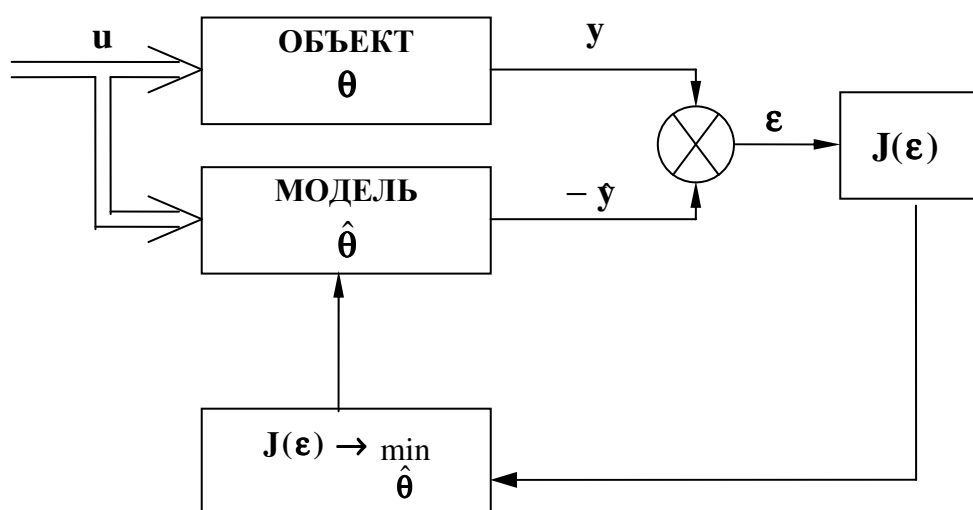 u
ОБЪЕКТ
θ
y
ε
J(ε)
МОДЕЛЬ
θ̂
– ŷ
J(ε) → min
θ̂